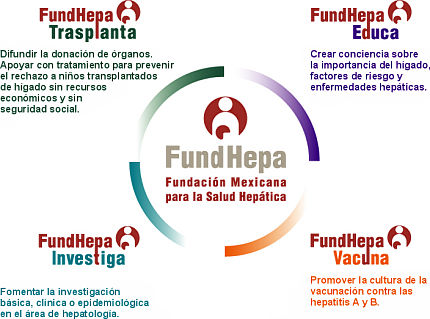 FundHepa
Trasplanta
Difundir la donación de órganos.
Apoyar con tratamiento para prevenir
el rechazo a niños transplantados
de hígado sin recursos
económicos y sin
seguridad social.
FundHepa
Educa
Crear conciencia sobre
la importancia del hígado,
factores de riesgo y
enfermedades hepáticas.
FundHepa
Fundación Mexicana
para la Salud Hepática
FundHepa
Investiga
Fomentar la investigación
básica, clínica o epidemiológica
en el área de hepatología.
FundHepa
Vacuna
Promover la cultura de la
vacunación contra las
hepatitis A y B.